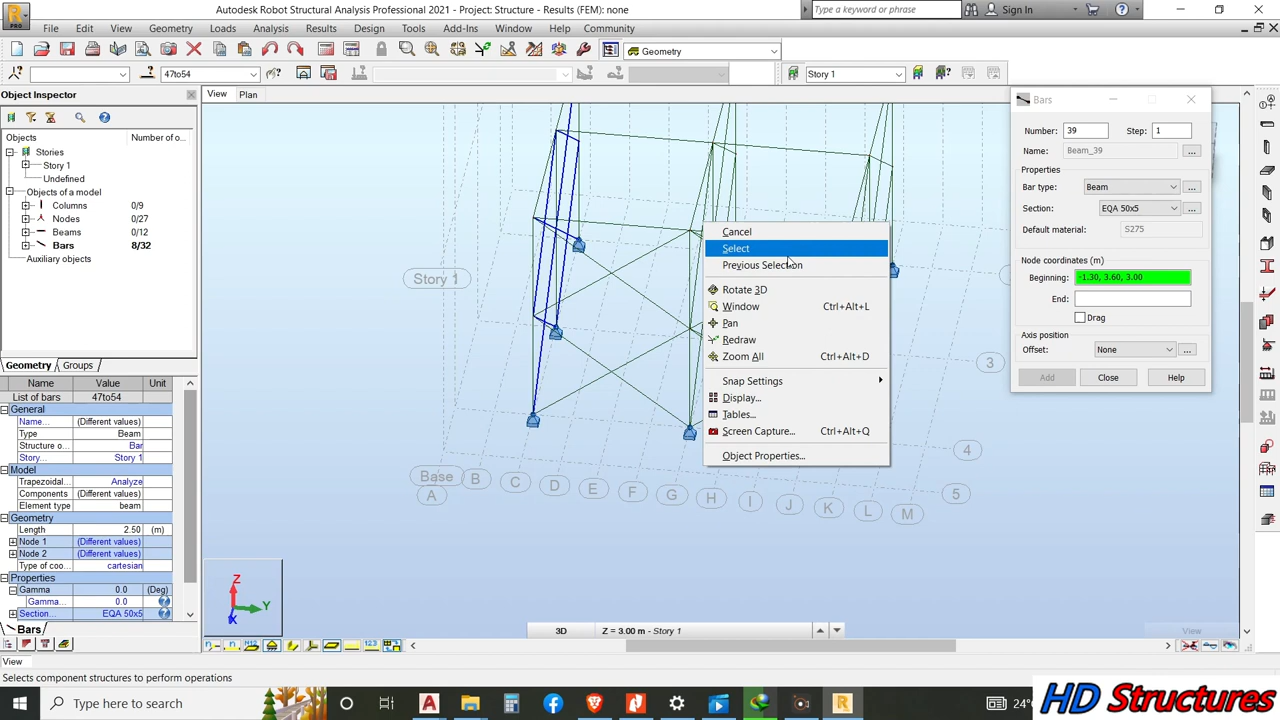 Autodesk Robot Structural Analysis Professional 2021 - Project: Structure - Results (FEM): none
Type a keyword or phrase
Sign In
PRO
File Edit View Geometry Loads Analysis Results Design Tools Add-Ins Window Help Community
Geometry
47to54
Story 1
Object Inspector
View Plan
Bars
Objects Number of o...
Stories
Story 1
Undefined
Objects of a model
Columns 0/9
Nodes 0/27
Beams 0/12
Bars 8/32
Auxiliary objects
Geometry Groups
Name Value Unit
List of bars 47to54
General
Name... (Different values)
Type Beam
Structure o... Bar
Story... Story 1
Model
Trapezoidal... Analyze
Components (Different values)
Element type beam
Geometry
Length 2.50 (m)
Node 1 (Different values)
Node 2 (Different values)
Type of coo... cartesian
Properties
Gamma 0.0 (Deg)
Gamma... 0.0
Section... EQA 50x5
Bars
Story 1
3
4
5
Base
A B C D E F G H I J K L M
Z
Y
X
Cancel
Select
Previous Selection
Rotate 3D
Window Ctrl+Alt+L
Pan
Redraw
Zoom All Ctrl+Alt+D
Snap Settings
Display...
Tables...
Screen Capture... Ctrl+Alt+Q
Object Properties...
Number: 39 Step: 1
Name: Beam_39 ...
Properties
Bar type: Beam ...
Section: EQA 50x5 ...
Default material: S275
Node coordinates (m)
Beginning: -1.30, 3.60, 3.00
End:
Drag
Axis position
Offset: None ...
Add Close Help
3D Z = 3.00 m - Story 1
View
View
Selects component structures to perform operations
Type here to search
24°
HD Structures